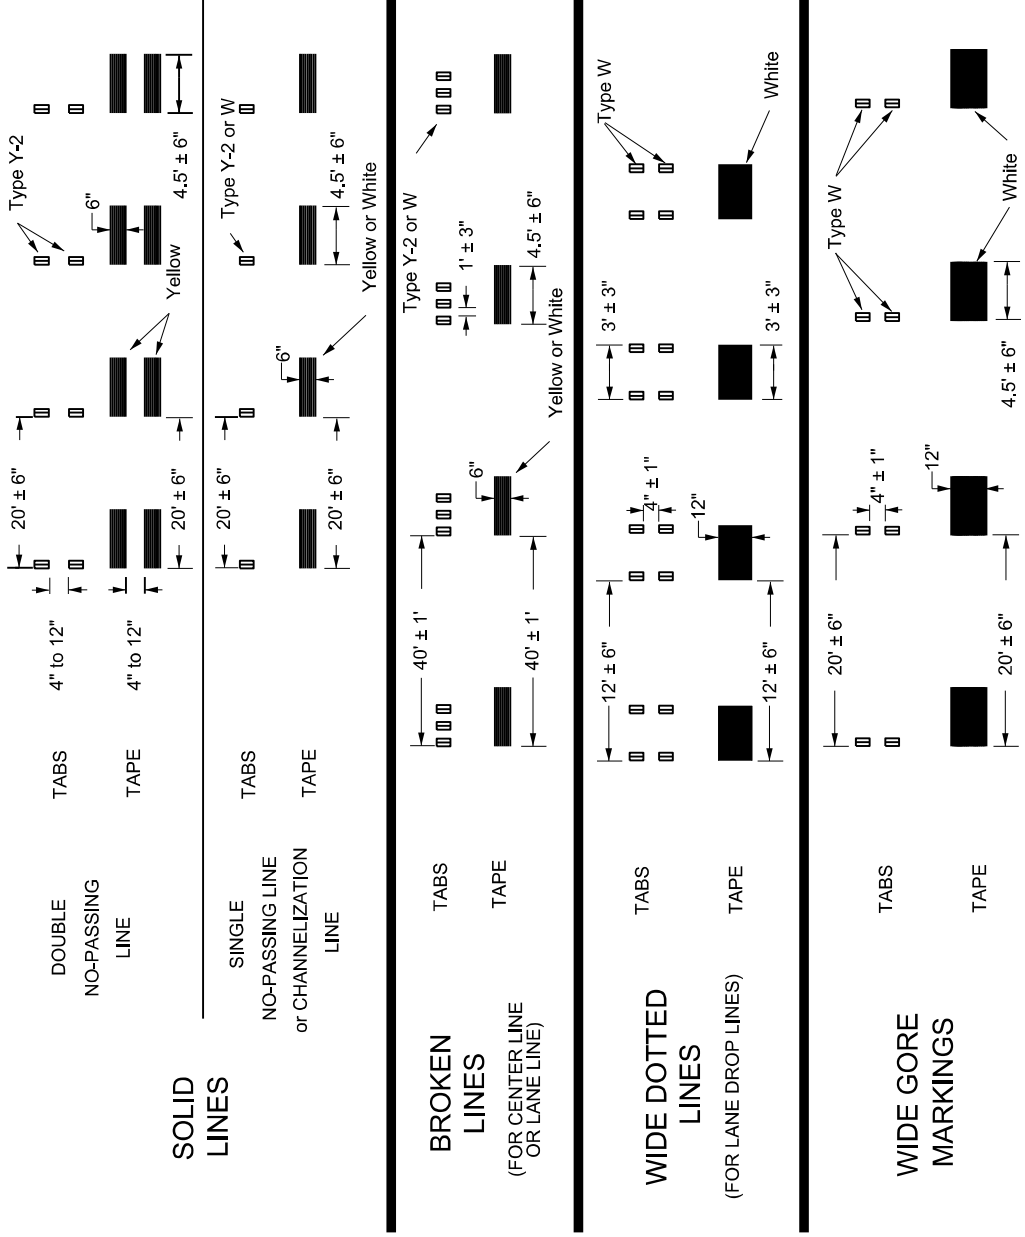 SOLID
LINES
DOUBLE
NO-PASSING
LINE
TABS
4" to 12"
20' ± 6"
Type Y-2
TAPE
4" to 12"
20' ± 6"
6"
Yellow
4.5' ± 6"
SINGLE
NO-PASSING LINE
or CHANNELIZATION
LINE
TABS
20' ± 6"
Type Y-2 or W
TAPE
20' ± 6"
6"
4.5' ± 6"
Yellow or White
BROKEN
LINES
(FOR CENTER LINE
OR LANE LINE)
TABS
40' ± 1'
1' ± 3"
Type Y-2 or W
TAPE
40' ± 1'
6"
4.5' ± 6"
Yellow or White
WIDE DOTTED
LINES
(FOR LANE DROP LINES)
TABS
12' ± 6"
4" ± 1"
3' ± 3"
Type W
TAPE
12' ± 6"
12"
3' ± 3"
White
WIDE GORE
MARKINGS
TABS
20' ± 6"
4" ± 1"
Type W
TAPE
20' ± 6"
12"
4.5' ± 6"
White